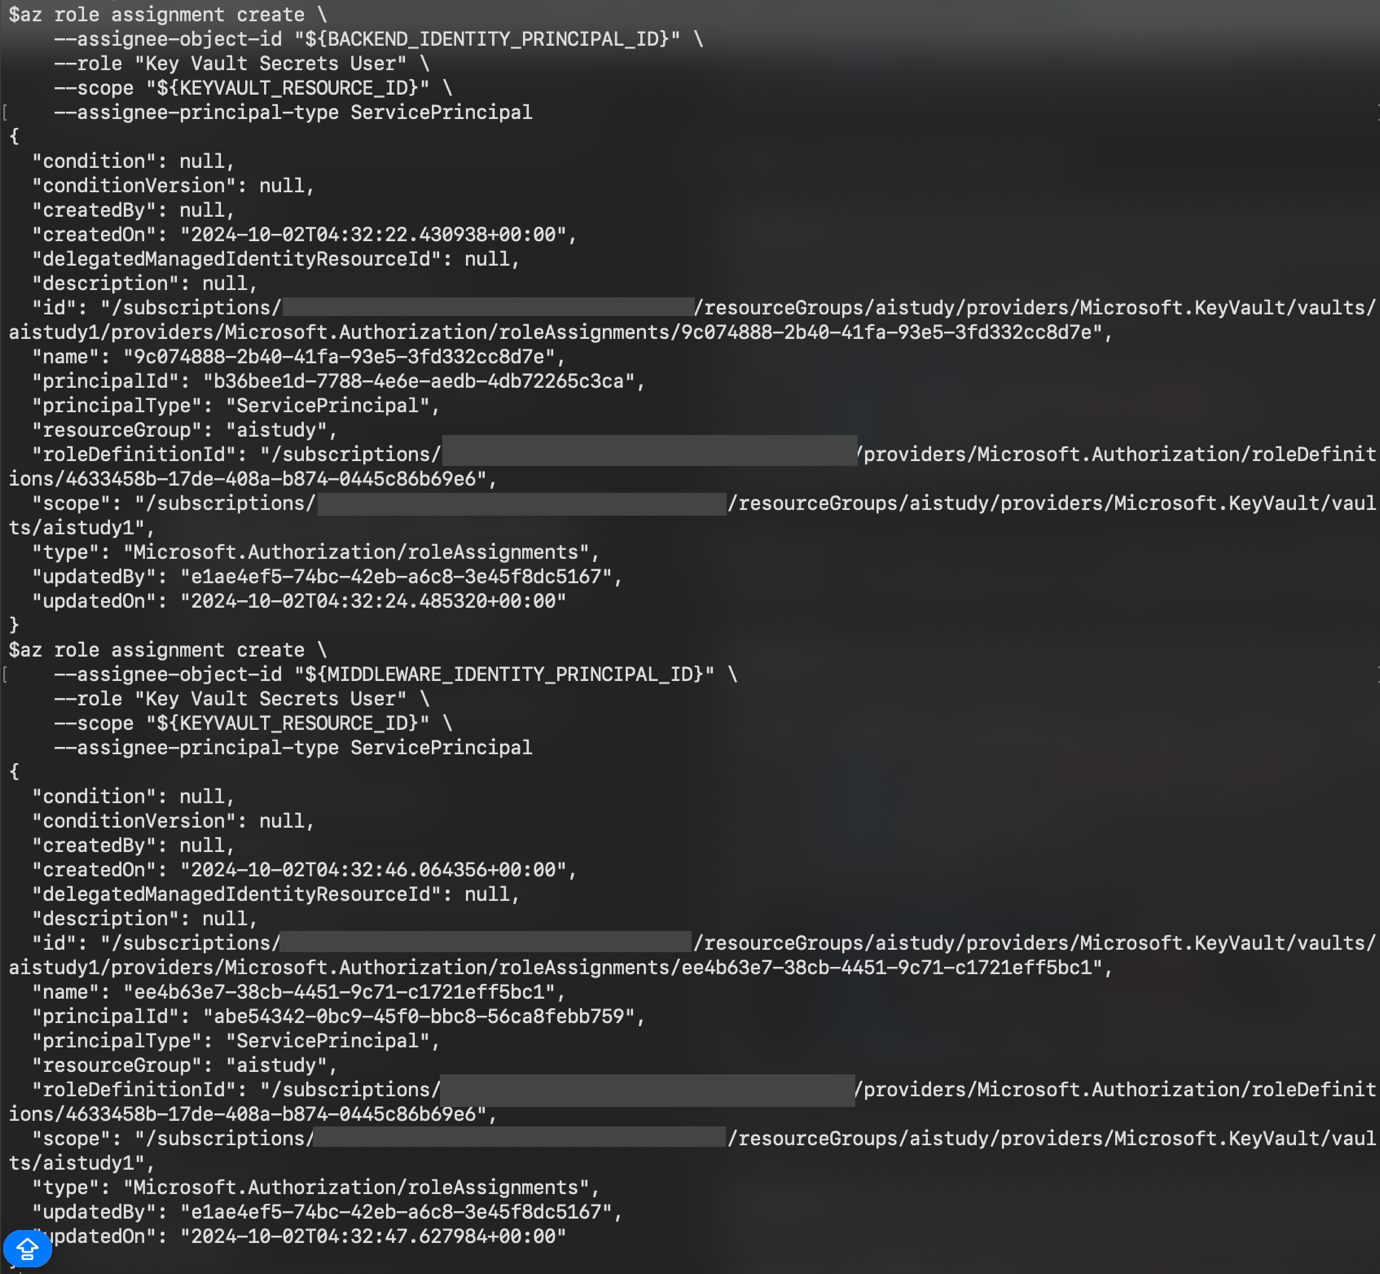 $az role assignment create \
    --assignee-object-id "${BACKEND_IDENTITY_PRINCIPAL_ID}" \
    --role "Key Vault Secrets User" \
    --scope "${KEYVAULT_RESOURCE_ID}" \
[    --assignee-principal-type ServicePrincipal
{
  "condition": null,
  "conditionVersion": null,
  "createdBy": null,
  "createdOn": "2024-10-02T04:32:22.430938+00:00",
  "delegatedManagedIdentityResourceId": null,
  "description": null,
  "id": "/subscriptions/ /resourceGroups/aistudy/providers/Microsoft.KeyVault/vaults/
aistudy1/providers/Microsoft.Authorization/roleAssignments/9c074888-2b40-41fa-93e5-3fd332cc8d7e",
  "name": "9c074888-2b40-41fa-93e5-3fd332cc8d7e",
  "principalId": "b36bee1d-7788-4e6e-aedb-4db72265c3ca",
  "principalType": "ServicePrincipal",
  "resourceGroup": "aistudy",
  "roleDefinitionId": "/subscriptions/ /providers/Microsoft.Authorization/roleDefinit
ions/4633458b-17de-408a-b874-0445c86b69e6",
  "scope": "/subscriptions/ /resourceGroups/aistudy/providers/Microsoft.KeyVault/vaul
ts/aistudy1",
  "type": "Microsoft.Authorization/roleAssignments",
  "updatedBy": "e1ae4ef5-74bc-42eb-a6c8-3e45f8dc5167",
  "updatedOn": "2024-10-02T04:32:24.485320+00:00"
}
$az role assignment create \
[    --assignee-object-id "${MIDDLEWARE_IDENTITY_PRINCIPAL_ID}" \
    --role "Key Vault Secrets User" \
    --scope "${KEYVAULT_RESOURCE_ID}" \
    --assignee-principal-type ServicePrincipal
{
  "condition": null,
  "conditionVersion": null,
  "createdBy": null,
  "createdOn": "2024-10-02T04:32:46.064356+00:00",
  "delegatedManagedIdentityResourceId": null,
  "description": null,
  "id": "/subscriptions/ /resourceGroups/aistudy/providers/Microsoft.KeyVault/vaults/
aistudy1/providers/Microsoft.Authorization/roleAssignments/ee4b63e7-38cb-4451-9c71-c1721eff5bc1",
  "name": "ee4b63e7-38cb-4451-9c71-c1721eff5bc1",
  "principalId": "abe54342-0bc9-45f0-bbc8-56ca8febb759",
  "principalType": "ServicePrincipal",
  "resourceGroup": "aistudy",
  "roleDefinitionId": "/subscriptions/ /providers/Microsoft.Authorization/roleDefinit
ions/4633458b-17de-408a-b874-0445c86b69e6",
  "scope": "/subscriptions/ /resourceGroups/aistudy/providers/Microsoft.KeyVault/vaul
ts/aistudy1",
  "type": "Microsoft.Authorization/roleAssignments",
  "updatedBy": "e1ae4ef5-74bc-42eb-a6c8-3e45f8dc5167",
  updatedOn": "2024-10-02T04:32:47.627984+00:00"